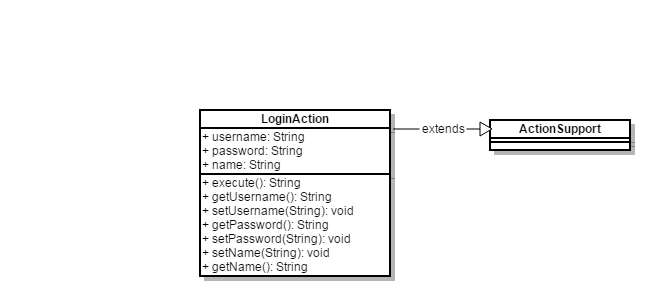 LoginAction
+ username: String
+ password: String
+ name: String
+ execute(): String
+ getUsername(): String
+ setUsername(String): void
+ getPassword(): String
+ setPassword(String): void
+ setName(String): void
+ getName(): String
extends
ActionSupport